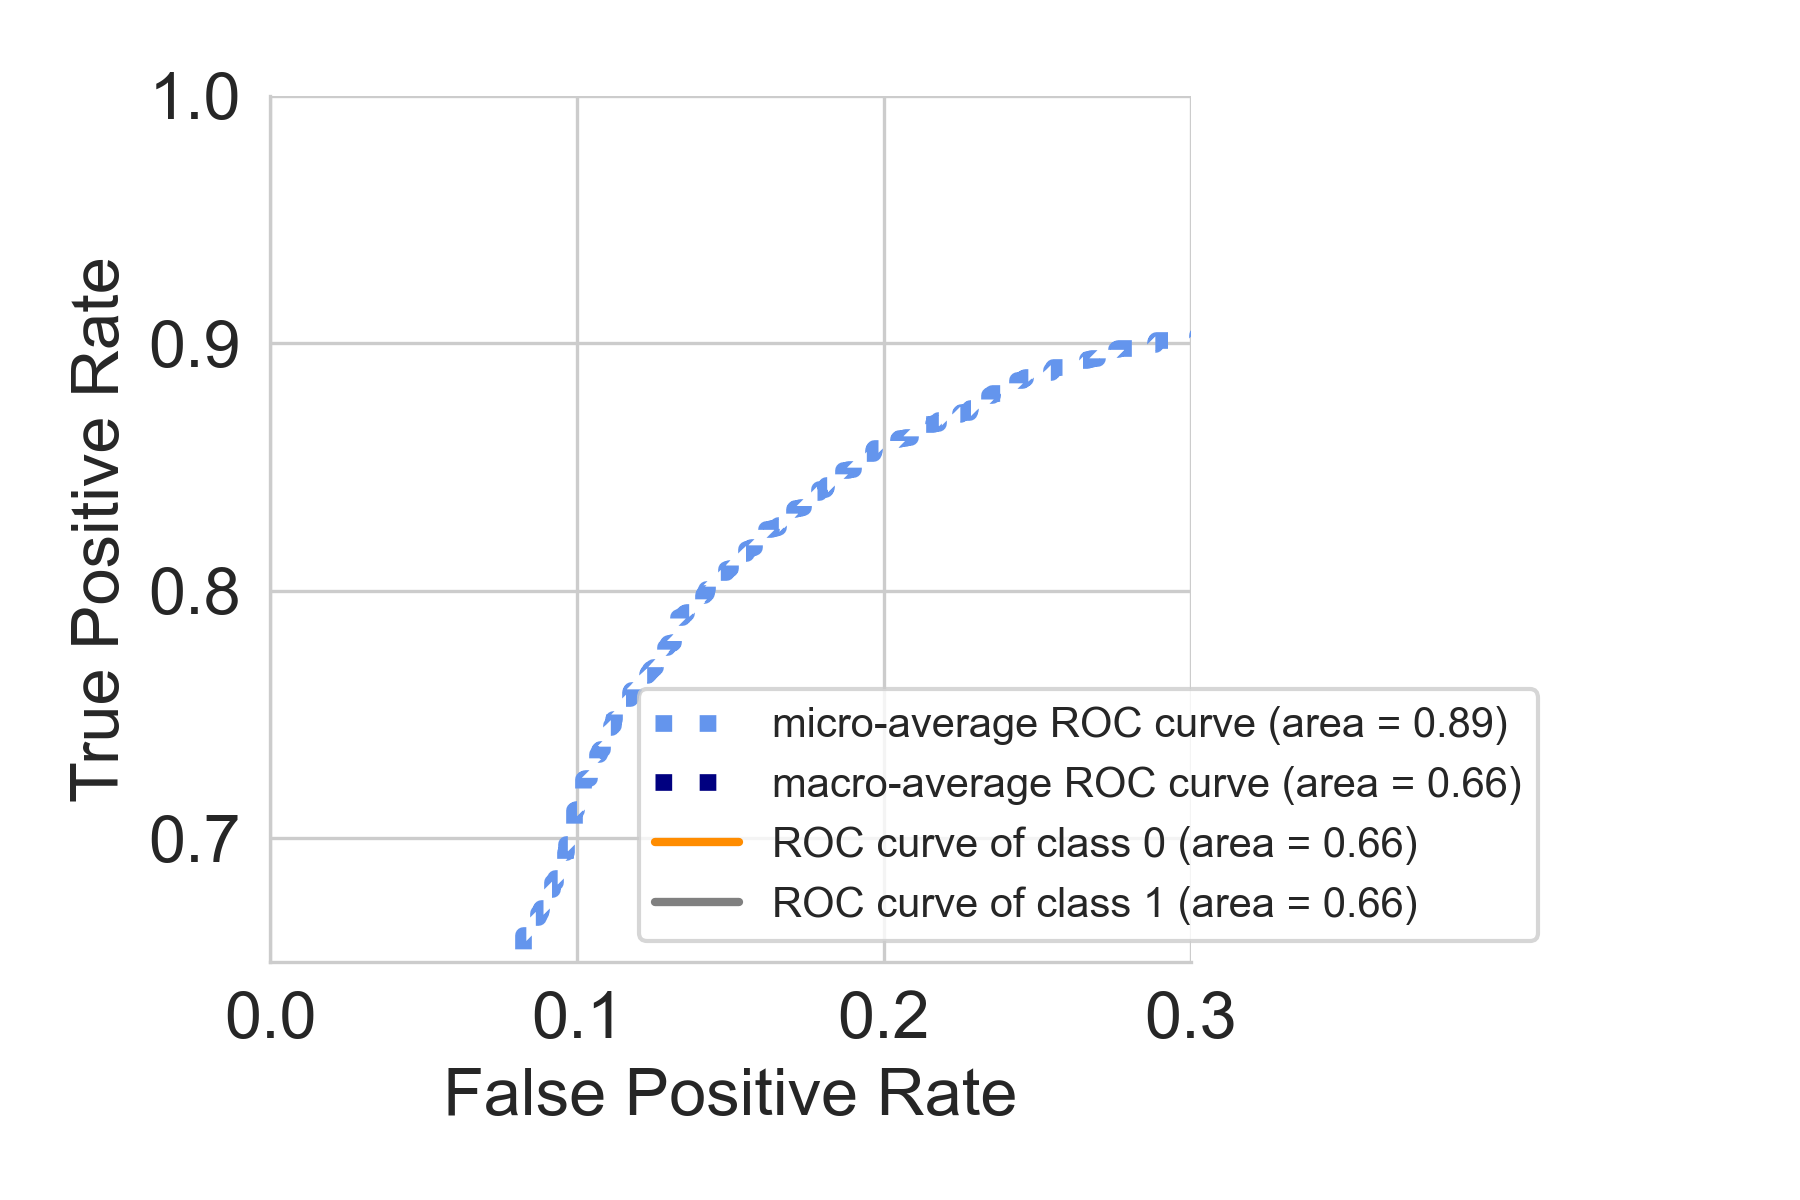 1.0
0.9
0.8
0.7
True Positive Rate
micro-average ROC curve (area = 0.89)
macro-average ROC curve (area = 0.66)
ROC curve of class 0 (area = 0.66)
ROC curve of class 1 (area = 0.66)
0.0 0.1 0.2 0.3
False Positive Rate